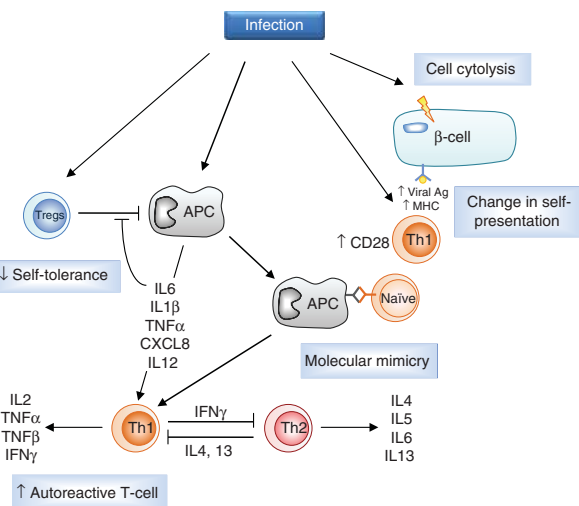 Infection
Cell cytolysis
β-cell
↑ Viral Ag
↑ MHC
Change in self-
presentation
Tregs
APC
↑ CD28
Th1
↓ Self-tolerance
IL6
IL1β
TNFα
CXCL8
IL12
APC
Naïve
Molecular mimicry
IL2
TNFα
TNFβ
IFNγ
Th1
IFNγ
IL4, 13
Th2
IL4
IL5
IL6
IL13
↑ Autoreactive T-cell